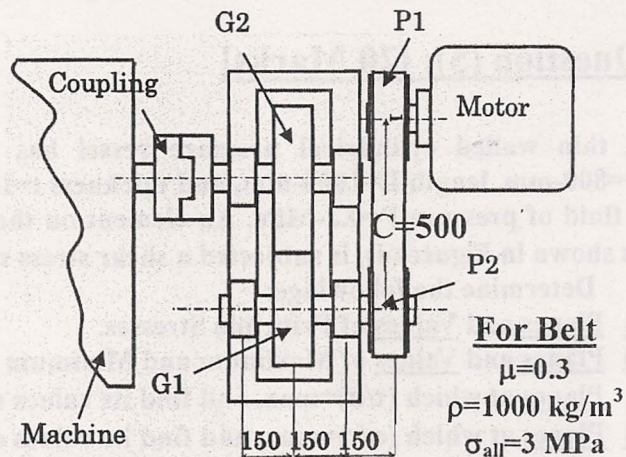 G2
P1
Coupling
Motor
C=500
P2
For Belt
G1
μ=0.3
ρ=1000 kg/m³
Machine
150 150 150
σall=3 MPa